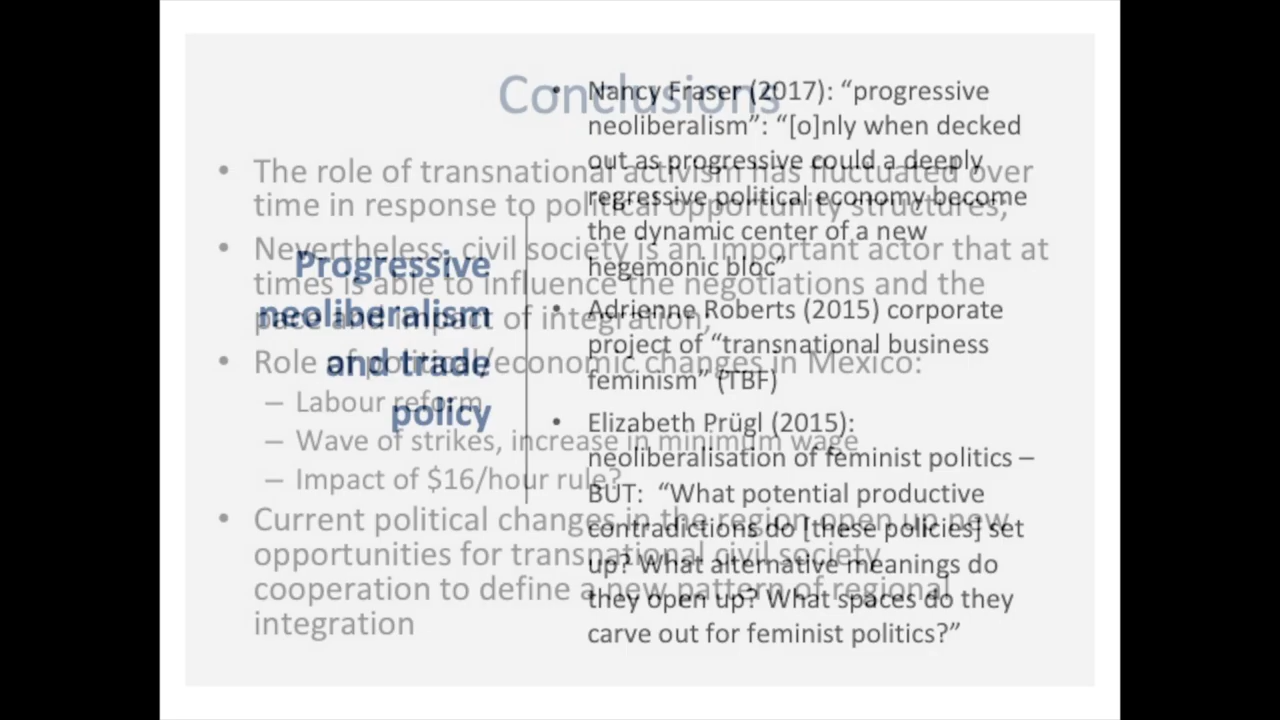 Conclusions
• The role of transnational activism has fluctuated over
time in response to political opportunity structures;
• Nevertheless, civil society is an important actor that at
times is able to influence the negotiations and the
pace and impact of integration;
• Role of political/economic changes in Mexico:
– Labour reform
– Wave of strikes, increase in minimum wage
– Impact of $16/hour rule?
• Current political changes in the region open up new
opportunities for transnational civil society
cooperation to define a new pattern of regional
integration
Progressive
neoliberalism
and trade
policy
• Nancy Fraser (2017): “progressive
neoliberalism”: “[o]nly when decked
out as progressive could a deeply
regressive political economy become
the dynamic center of a new
hegemonic bloc”
• Adrienne Roberts (2015) corporate
project of “transnational business
feminism” (TBF)
• Elizabeth Prügl (2015):
neoliberalisation of feminist politics –
BUT: “What potential productive
contradictions do [these policies] set
up? What alternative meanings do
they open up? What spaces do they
carve out for feminist politics?”